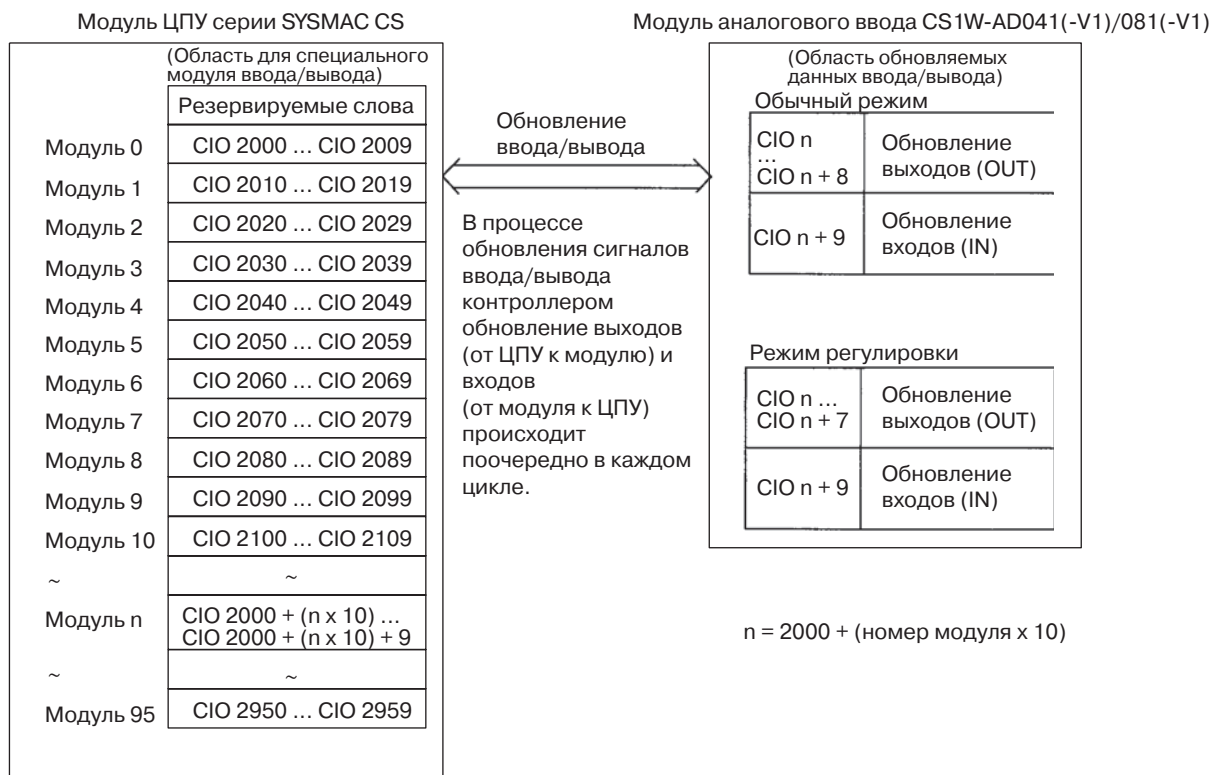 Модуль ЦПУ серии SYSMAC CS
(Область для специального
модуля ввода/вывода)
Резервируемые слова
Модуль 0
CIO 2000 ... CIO 2009
Модуль 1
CIO 2010 ... CIO 2019
Модуль 2
CIO 2020 ... CIO 2029
Модуль 3
CIO 2030 ... CIO 2039
Модуль 4
CIO 2040 ... CIO 2049
Модуль 5
CIO 2050 ... CIO 2059
Модуль 6
CIO 2060 ... CIO 2069
Модуль 7
CIO 2070 ... CIO 2079
Модуль 8
CIO 2080 ... CIO 2089
Модуль 9
CIO 2090 ... CIO 2099
Модуль 10
CIO 2100 ... CIO 2109
~
~
Модуль n
CIO 2000 + (n x 10) ...
CIO 2000 + (n x 10) + 9
~
~
Модуль 95
CIO 2950 ... CIO 2959
Обновление
ввода/вывода
В процессе
обновления сигналов
ввода/вывода
контроллером
обновление выходов
(от ЦПУ к модулю) и
входов
(от модуля к ЦПУ)
происходит
поочередно в каждом
цикле.
Модуль аналогового ввода CS1W-AD041(-V1)/081(-V1)
(Область обновляемых
данных ввода/вывода)
Обычный режим
CIO n
...
CIO n + 8
Обновление
выходов (OUT)
CIO n + 9
Обновление
входов (IN)
Режим регулировки
CIO n ...
CIO n + 7
Обновление
выходов (OUT)
CIO n + 9
Обновление
входов (IN)
n = 2000 + (номер модуля x 10)